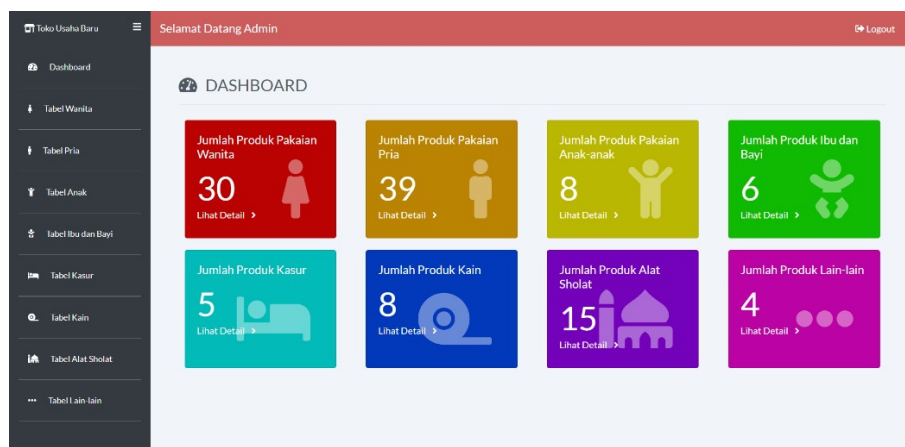 Toko Usaha Baru
Selamat Datang Admin
Logout
Dashboard
Tabel Wanita
Tabel Pria
Tabel Anak
Tabel Ibu dan Bayi
Tabel Kasur
Tabel Kain
Tabel Alat Sholat
Tabel Lain-lain
DASHBOARD
Jumlah Produk Pakaian
Wanita
30
Lihat Detail
Jumlah Produk Pakaian
Pria
39
Lihat Detail
Jumlah Produk Pakaian
Anak-anak
8
Lihat Detail
Jumlah Produk Ibu dan
Bayi
6
Lihat Detail
Jumlah Produk Kasur
5
Lihat Detail
Jumlah Produk Kain
8
Lihat Detail
Jumlah Produk Alat
Sholat
15
Lihat Detail
Jumlah Produk Lain-lain
4
Lihat Detail